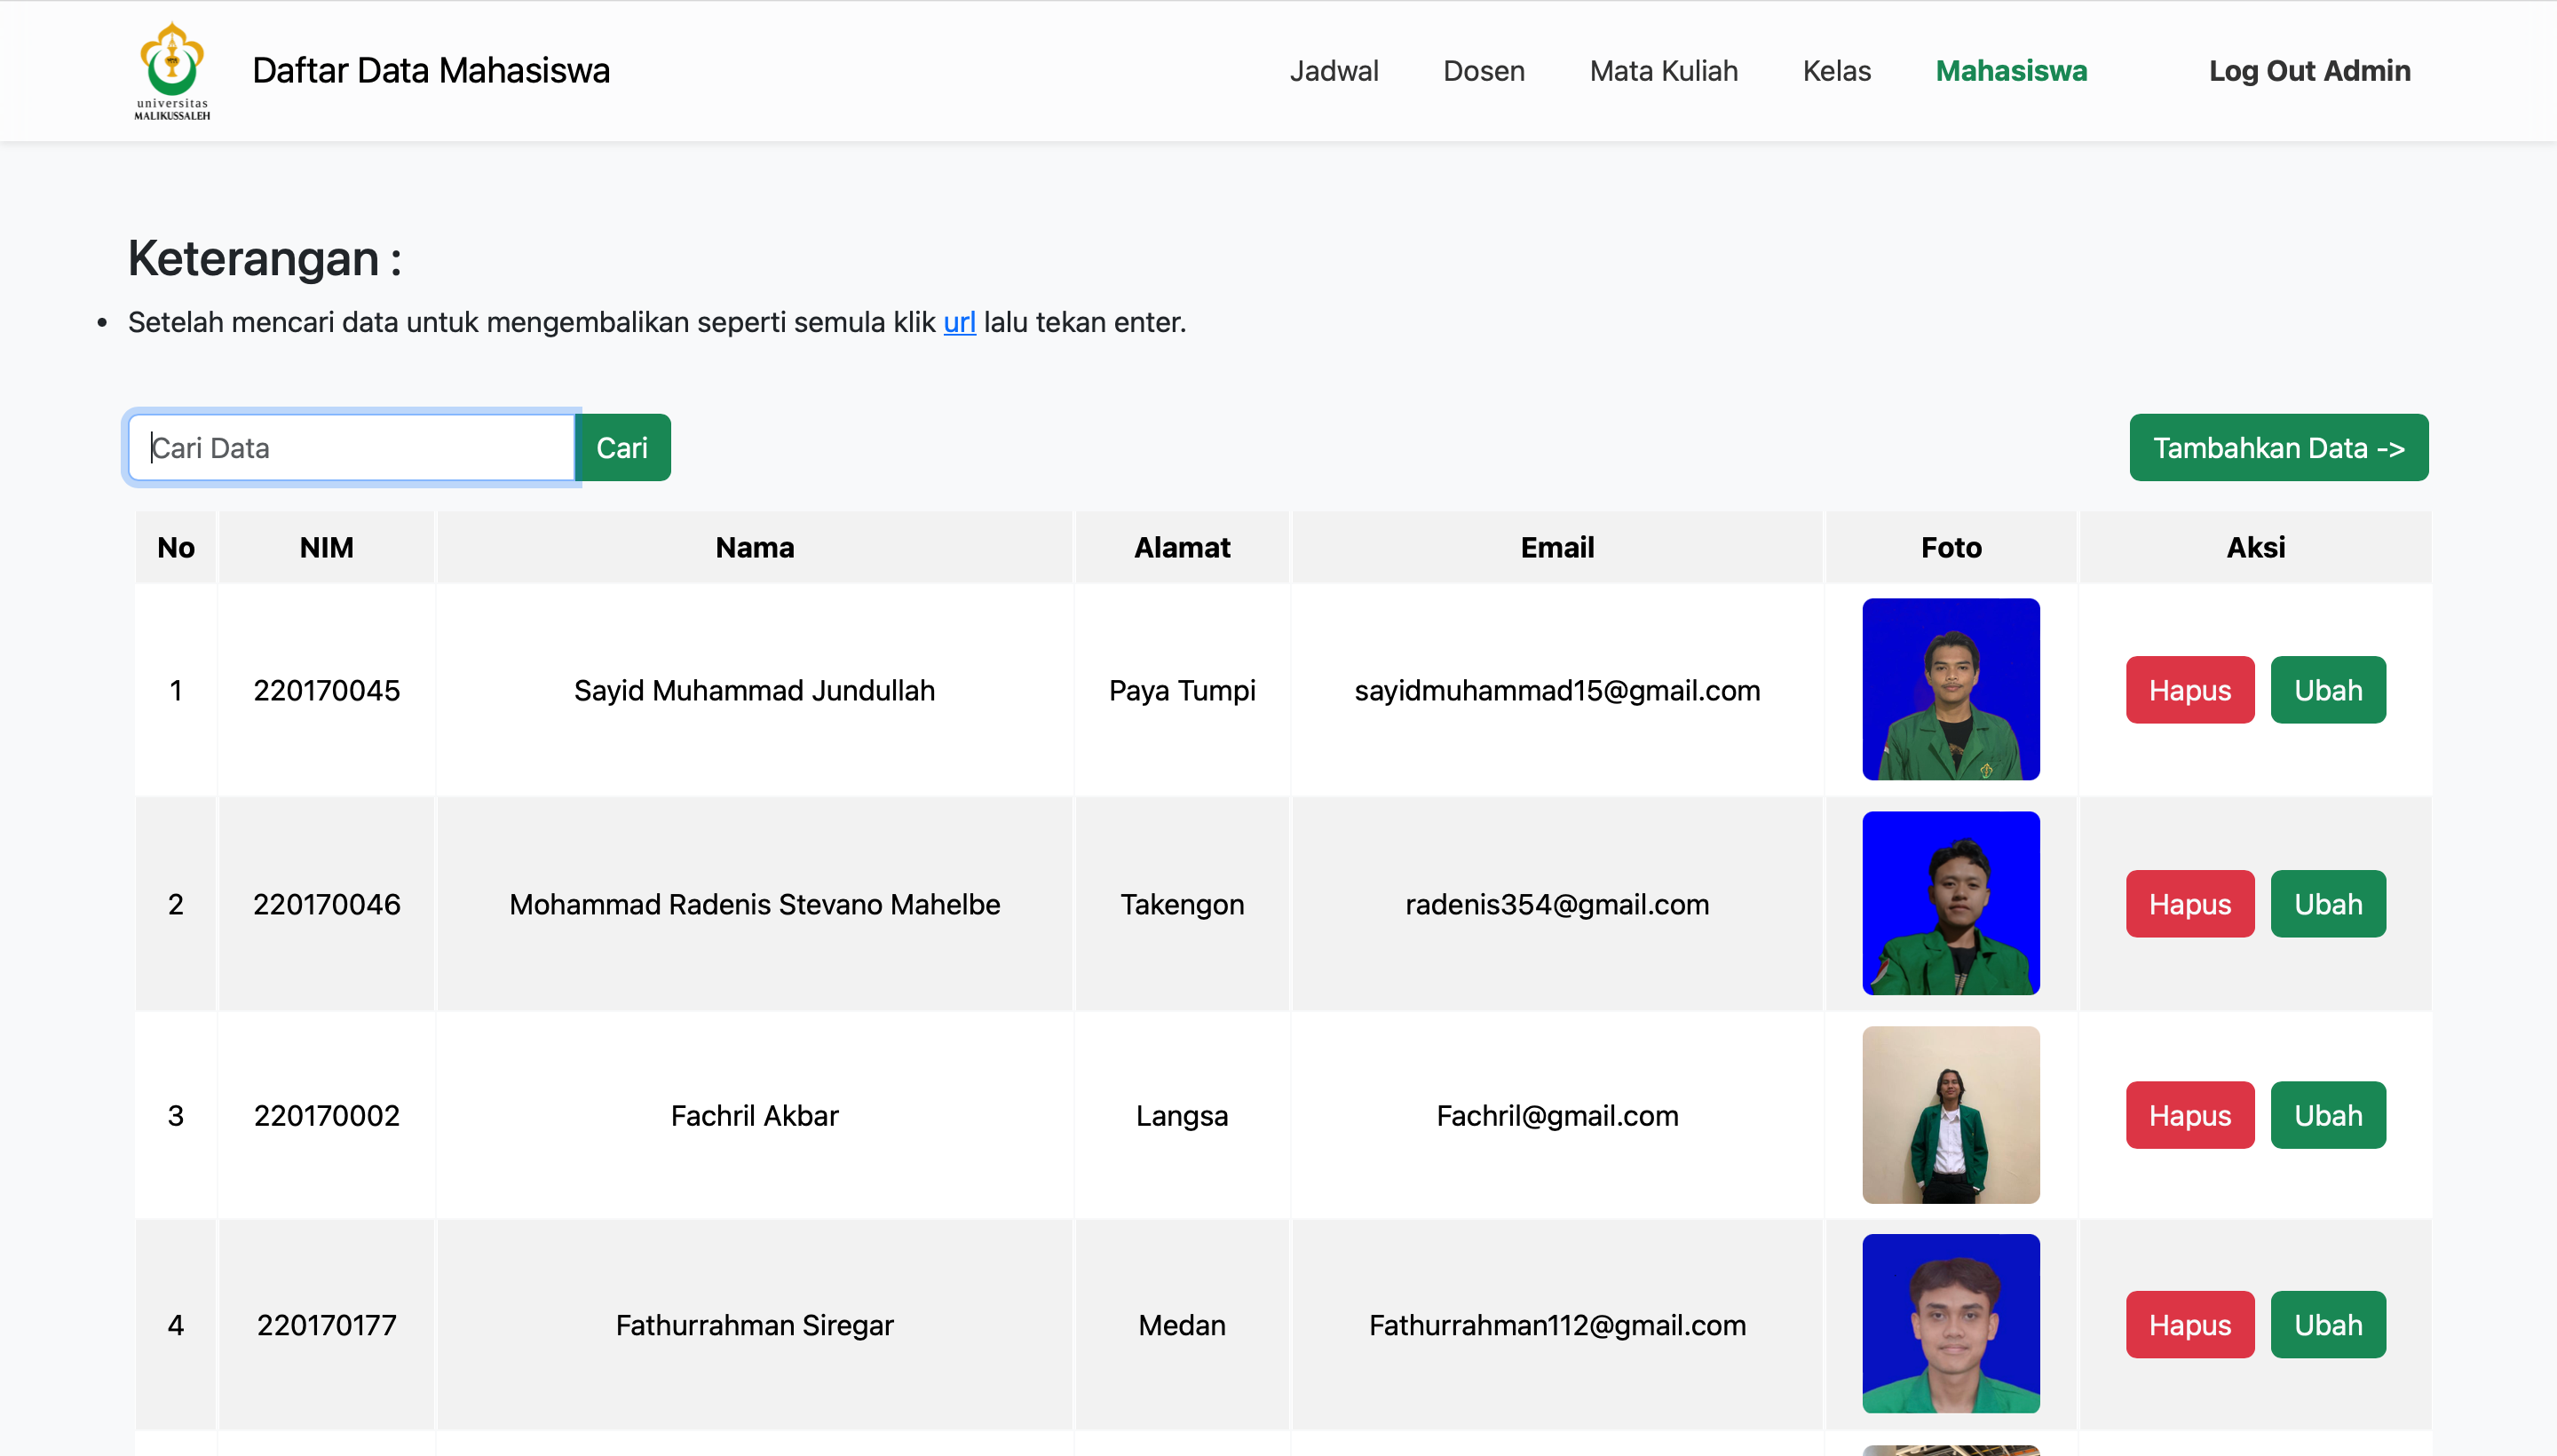 universitas
MALIKUSSALEH
Daftar Data Mahasiswa
Jadwal Dosen Mata Kuliah Kelas Mahasiswa Log Out Admin
Keterangan :
• Setelah mencari data untuk mengembalikan seperti semula klik url lalu tekan enter.
Cari Data Cari Tambahkan Data ->
No NIM Nama Alamat Email Foto Aksi
1 220170045 Sayid Muhammad Jundullah Paya Tumpi sayidmuhammad15@gmail.com Hapus Ubah
2 220170046 Mohammad Radenis Stevano Mahelbe Takengon radenis354@gmail.com Hapus Ubah
3 220170002 Fachril Akbar Langsa Fachril@gmail.com Hapus Ubah
4 220170177 Fathurrahman Siregar Medan Fathurrahman112@gmail.com Hapus Ubah